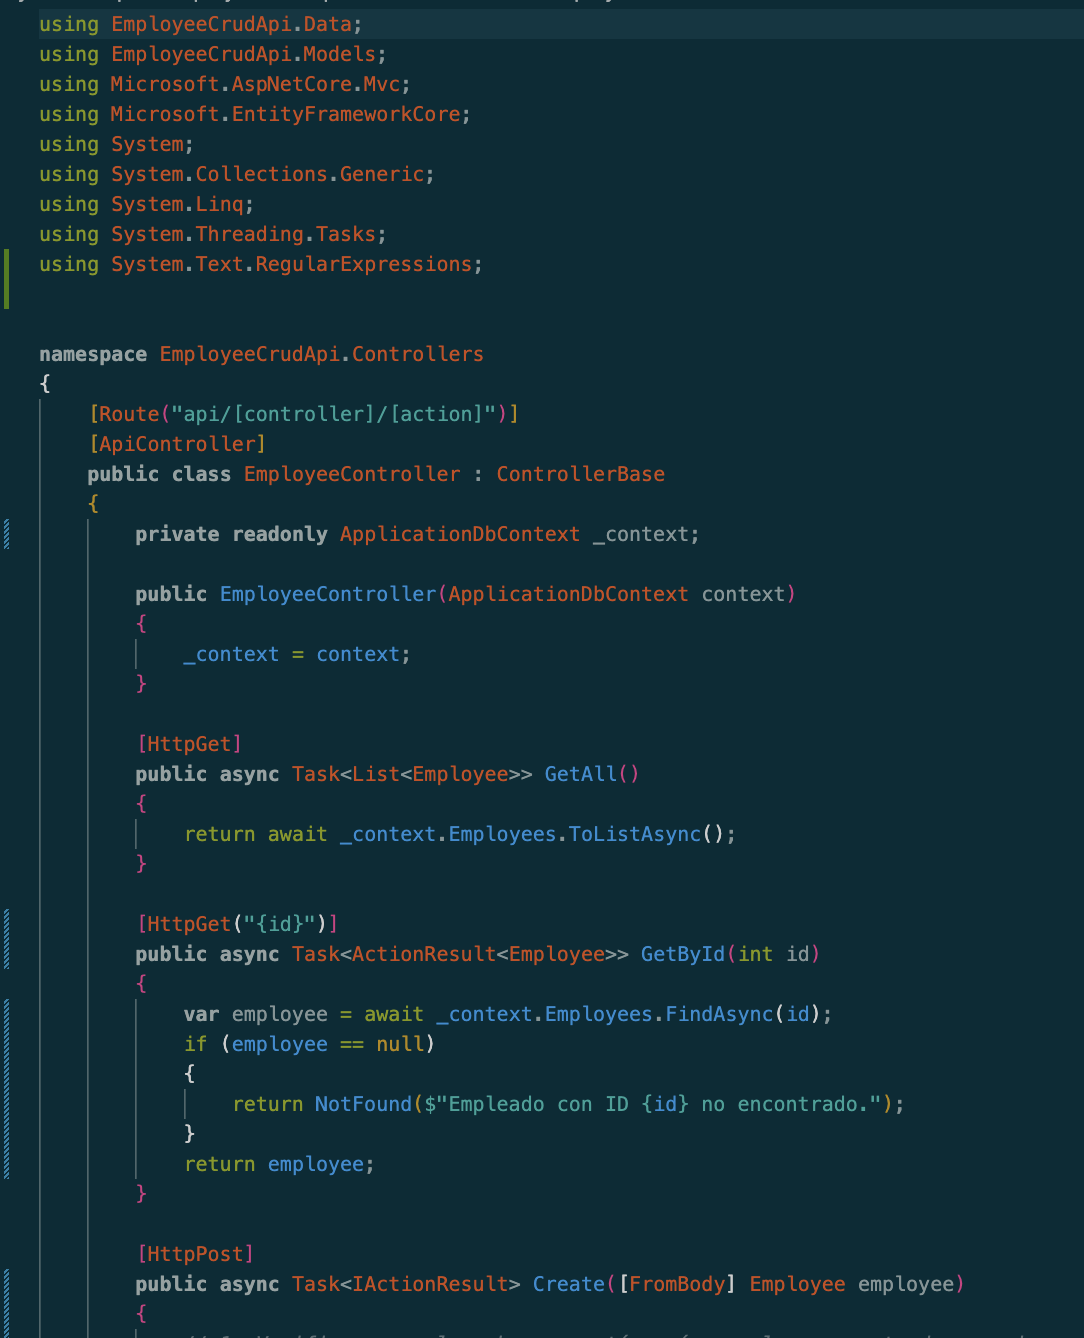 using EmployeeCrudApi.Data;
using EmployeeCrudApi.Models;
using Microsoft.AspNetCore.Mvc;
using Microsoft.EntityFrameworkCore;
using System;
using System.Collections.Generic;
using System.Linq;
using System.Threading.Tasks;
using System.Text.RegularExpressions;
namespace EmployeeCrudApi.Controllers
{
[Route("api/[controller]/[action]")]
[ApiController]
public class EmployeeController : ControllerBase
{
private readonly ApplicationDbContext _context;
public EmployeeController(ApplicationDbContext context)
{
_context = context;
}
[HttpGet]
public async Task<List<Employee>> GetAll()
{
return await _context.Employees.ToListAsync();
}
[HttpGet("{id}")]
public async Task<ActionResult<Employee>> GetById(int id)
{
var employee = await _context.Employees.FindAsync(id);
if (employee == null)
{
return NotFound($"Empleado con ID {id} no encontrado.");
}
return employee;
}
[HttpPost]
public async Task<IActionResult> Create([FromBody] Employee employee)
{